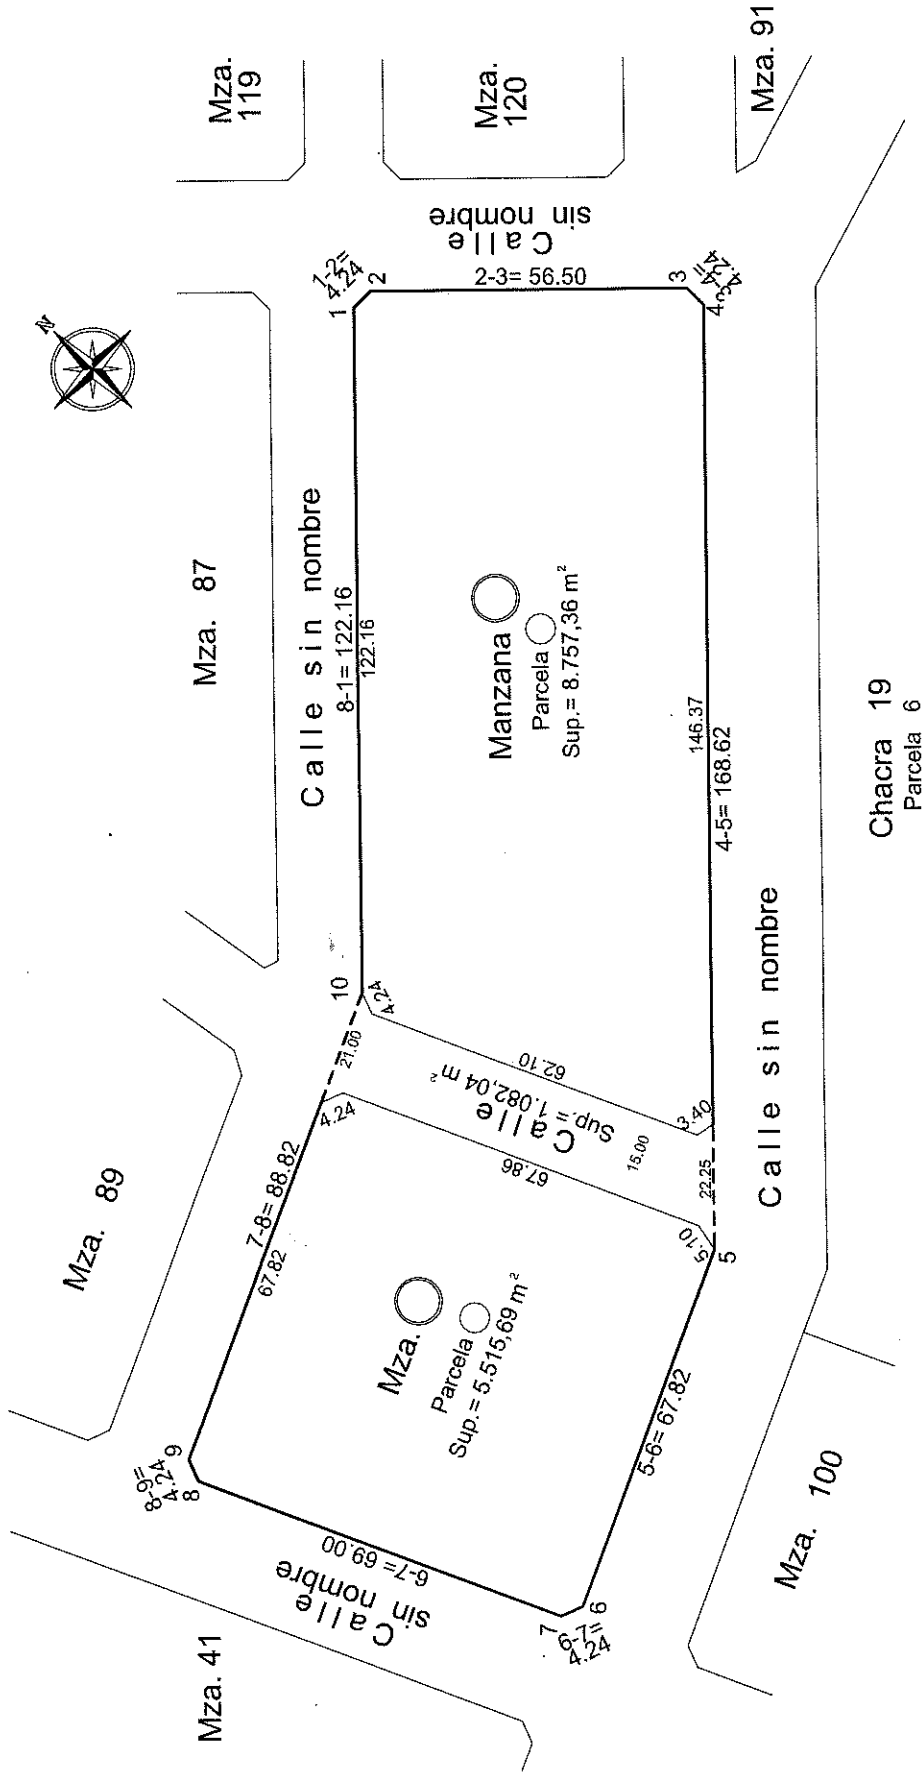 Mza. 41
Mza. 89
Mza. 87
Mza.
119
Mza.
120
Mza. 91
N
Calle
sin nombre
8-9=
4.24
8
9
7-8= 88.82
67.82
4.24
21.00
10
4.24
Calle sin nombre
8-1= 122.16
122.16
1
1-2=
4.24
2
2-3= 56.50
Calle
sin nombre
3
3-4=
4.24
4
6-7= 69.00
Mza.
Parcela
Sup.= 5.515,69 m²
67.86
Calle
Sup.= 1.082,04 m²
62.10
15.00
3.40
5.10
22.25
5
Manzana
Parcela
Sup.= 8.757,36 m²
146.37
4-5= 168.62
7
6-7=
4.24
6
5-6= 67.82
Calle sin nombre
Mza. 100
Chacra 19
Parcela 6